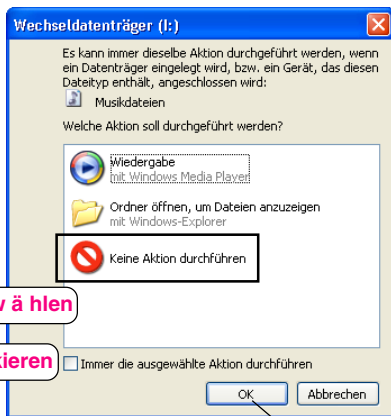 Wechseldatenträger (I:)
Es kann immer dieselbe Aktion durchgeführt werden, wenn
ein Datenträger eingelegt wird, bzw. ein Gerät, das diesen
Dateityp enthält, angeschlossen wird:
Musikdateien
Welche Aktion soll durchgeführt werden?
Wiedergabe
mit Windows Media Player
Ordner öffnen, um Dateien anzuzeigen
mit Windows-Explorer
Keine Aktion durchführen
ä hlen
Immer die ausgewählte Aktion durchführen
OK
Abbrechen